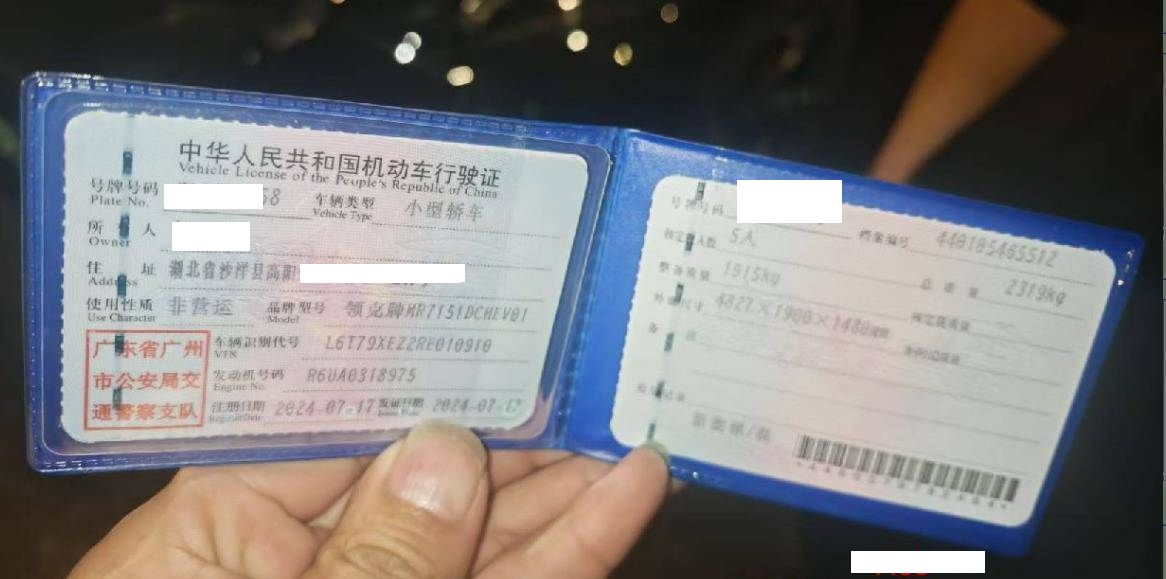 中华人民共和国机动车行驶证
Vehicle License of the People's Republic of China
号牌号码 68 车辆类型 小型轿车
Plate No. Vehicle Type
所 有 人
Owner
住 址 湖北省沙洋县高阳
Address
使用性质 非营运 品牌型号 领克牌MR7151DCHEV01
Use Character Model
广东省广州
市公安局交
通警察支队
车辆识别代号 L6T79XEZ2RE010910
VIN
发动机号码 R6UA0318975
Engine No.
注册日期 2024-07-17 发证日期 2024-07-17
Register Date Issue Date
号牌号码 档案编号 440105465512
核定载人数 5人 总 质 量 2319kg
整备质量 1915kg 核定载质量
外廓尺寸 4827×1900×1480mm
备 注
检验记录